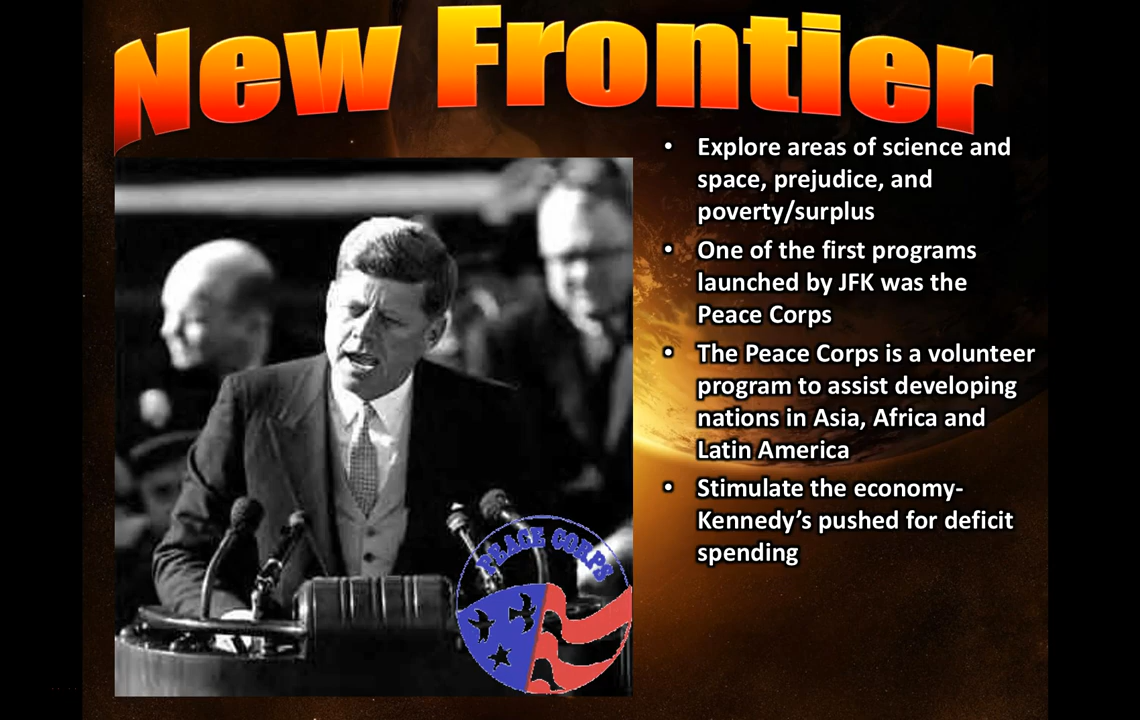 New Frontier
• Explore areas of science and
space, prejudice, and
poverty/surplus
• One of the first programs
launched by JFK was the
Peace Corps
• The Peace Corps is a volunteer
program to assist developing
nations in Asia, Africa and
Latin America
• Stimulate the economy-
Kennedy's pushed for deficit
spending
PEACE CORPS